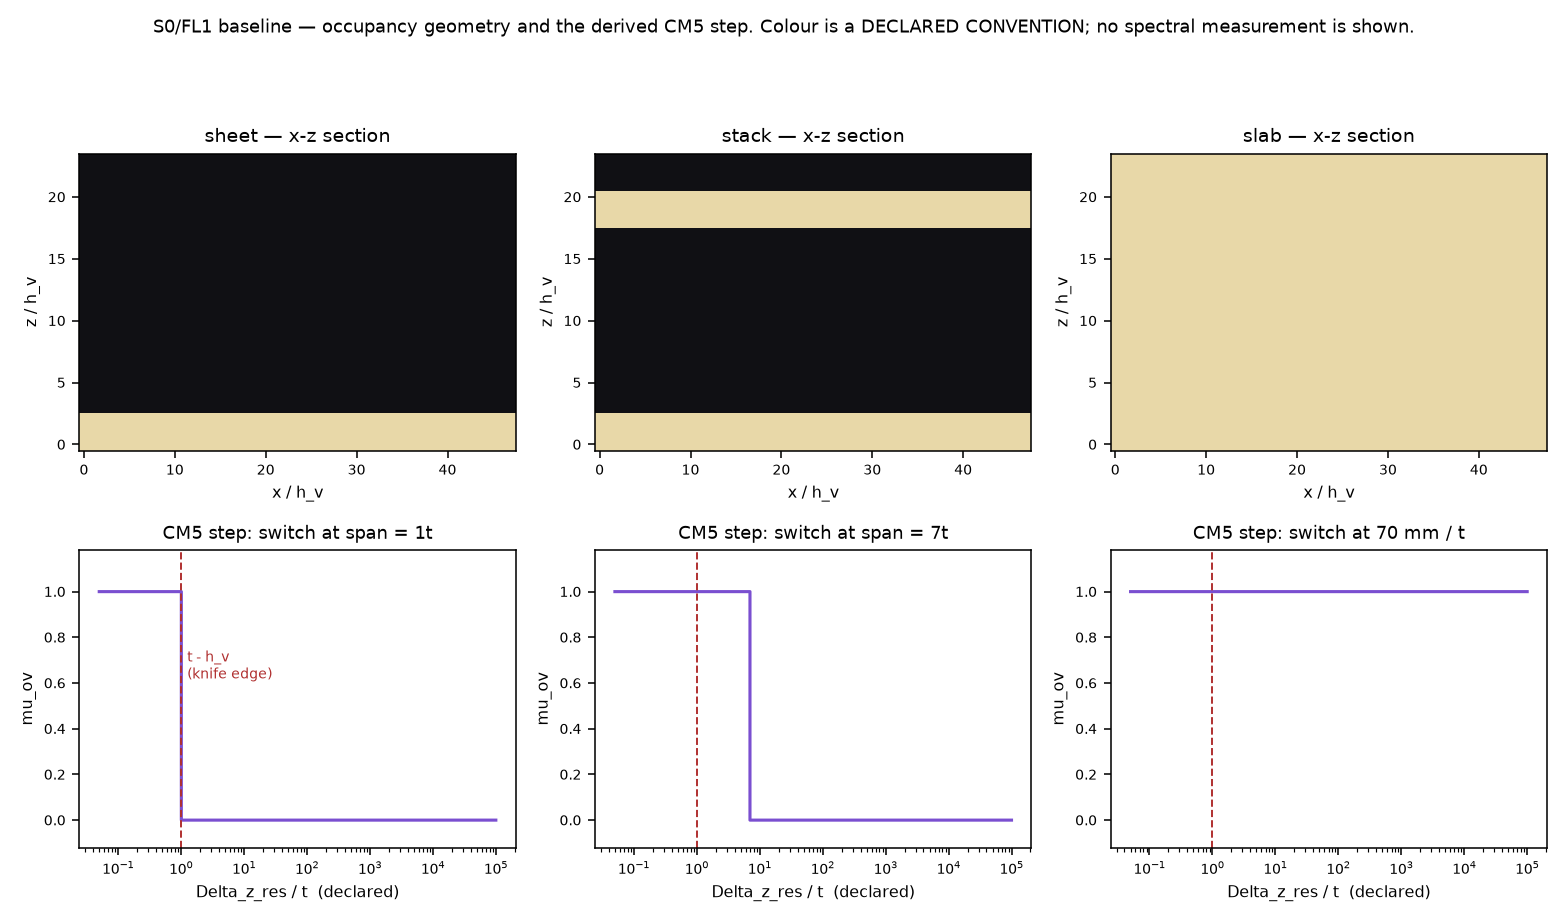 S0/FL1 baseline — occupancy geometry and the derived CM5 step. Colour is a DECLARED CONVENTION; no spectral measurement is shown.
sheet — x-z section
z / h_v
20
15
10
5
0
0 10 20 30 40
x / h_v
stack — x-z section
z / h_v
20
15
10
5
0
0 10 20 30 40
x / h_v
slab — x-z section
z / h_v
20
15
10
5
0
0 10 20 30 40
x / h_v
CM5 step: switch at span = 1t
mu_ov
1.0
0.8
0.6
0.4
0.2
0.0
t - h_v
(knife edge)
10⁻¹ 10⁰ 10¹ 10² 10³ 10⁴ 10⁵
Delta_z_res / t  (declared)
CM5 step: switch at span = 7t
mu_ov
1.0
0.8
0.6
0.4
0.2
0.0
10⁻¹ 10⁰ 10¹ 10² 10³ 10⁴ 10⁵
Delta_z_res / t  (declared)
CM5 step: switch at 70 mm / t
mu_ov
1.0
0.8
0.6
0.4
0.2
0.0
10⁻¹ 10⁰ 10¹ 10² 10³ 10⁴ 10⁵
Delta_z_res / t  (declared)